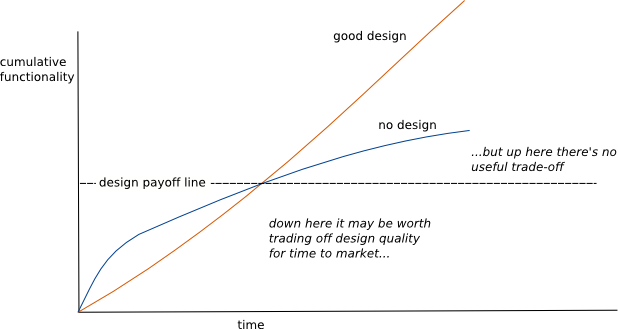 good design
cumulative
functionality
no design
...but up here there's no
useful trade-off
design payoff line
down here it may be worth
trading off design quality
for time to market...
time